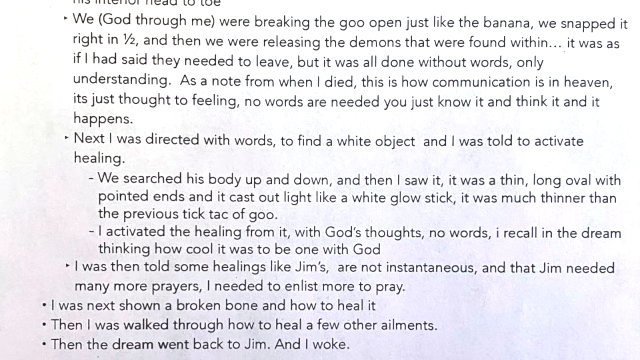 his interior head to toe
‣ We (God through me) were breaking the goo open just like the banana, we snapped it
right in ½, and then we were releasing the demons that were found within... it was as
if I had said they needed to leave, but it was all done without words, only
understanding.  As a note from when I died, this is how communication is in heaven,
its just thought to feeling, no words are needed you just know it and think it and it
happens.
‣ Next I was directed with words, to find a white object  and I was told to activate
healing.
- We searched his body up and down, and then I saw it, it was a thin, long oval with
pointed ends and it cast out light like a white glow stick, it was much thinner than
the previous tick tac of goo.
- I activated the healing from it, with God's thoughts, no words, i recall in the dream
thinking how cool it was to be one with God
‣ I was then told some healings like Jim's,  are not instantaneous, and that Jim needed
many more prayers, I needed to enlist more to pray.
• I was next shown a broken bone and how to heal it
• Then I was walked through how to heal a few other ailments.
• Then the dream went back to Jim. And I woke.